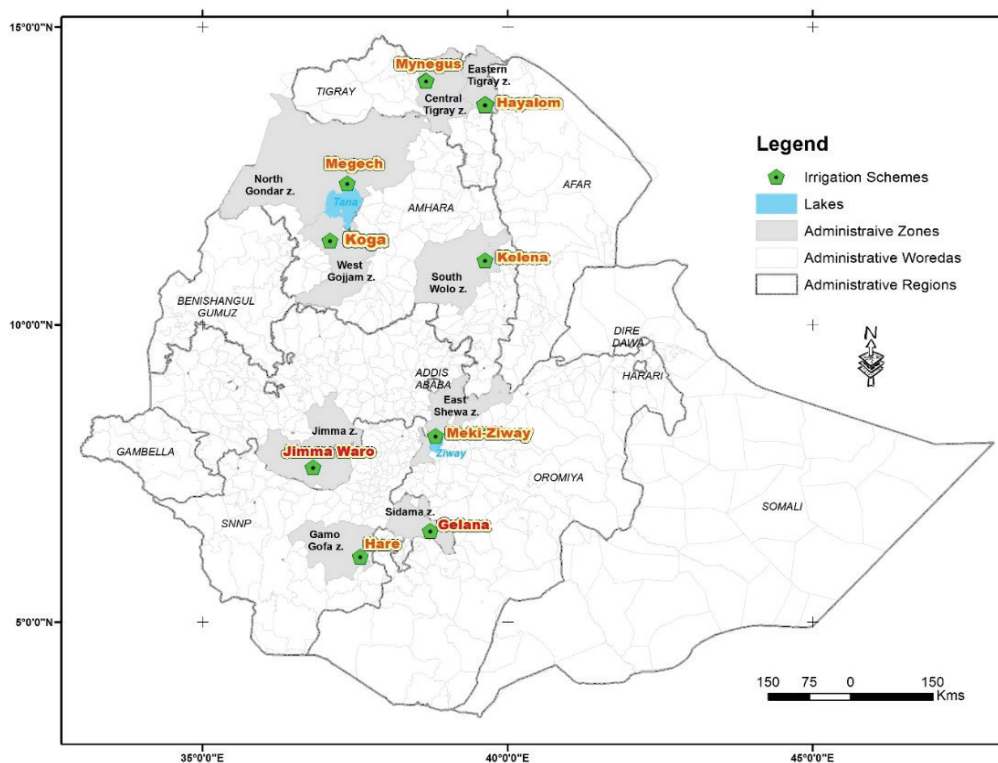 15°0'0"N
10°0'0"N
5°0'0"N
35°0'0"E
40°0'0"E
45°0'0"E
Mynegus
Eastern
Tigray z.
TIGRAY
Central
Tigray z.
Hayalom
Megech
North
Gondar z.
Tana
AMHARA
AFAR
Koga
West
Gojjam z.
Kelena
South
Wolo z.
BENISHANGUL
GUMUZ
DIRE
DAWA
HARARI
ADDIS
ABABA
East
Shewa z.
Jimma z.
Meki-Ziway
Ziway
GAMBELLA
Jimma Waro
OROMIYA
SOMALI
SNNP
Sidama z.
Gelana
Gamo
Gofa z.
Hare
Legend
Irrigation Schemes
Lakes
Administraive Zones
Administrative Woredas
Administrative Regions
N
150 75 0 150
Kms